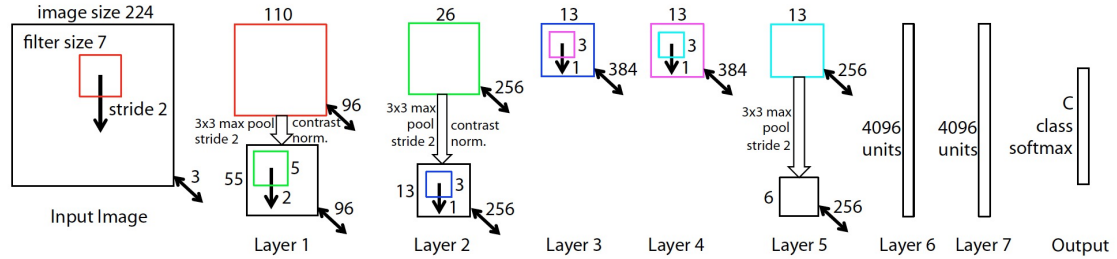 image size 224
filter size 7
stride 2
3
Input Image
110
96
3x3 max pool
stride 2
contrast
norm.
55
5
2
96
Layer 1
26
256
3x3 max
pool
stride 2
contrast
norm.
13
3
1
256
Layer 2
13
3
1
384
Layer 3
13
3
1
384
Layer 4
13
256
3x3 max
pool
stride 2
6
256
Layer 5
4096
units
Layer 6
4096
units
Layer 7
C
class
softmax
Output